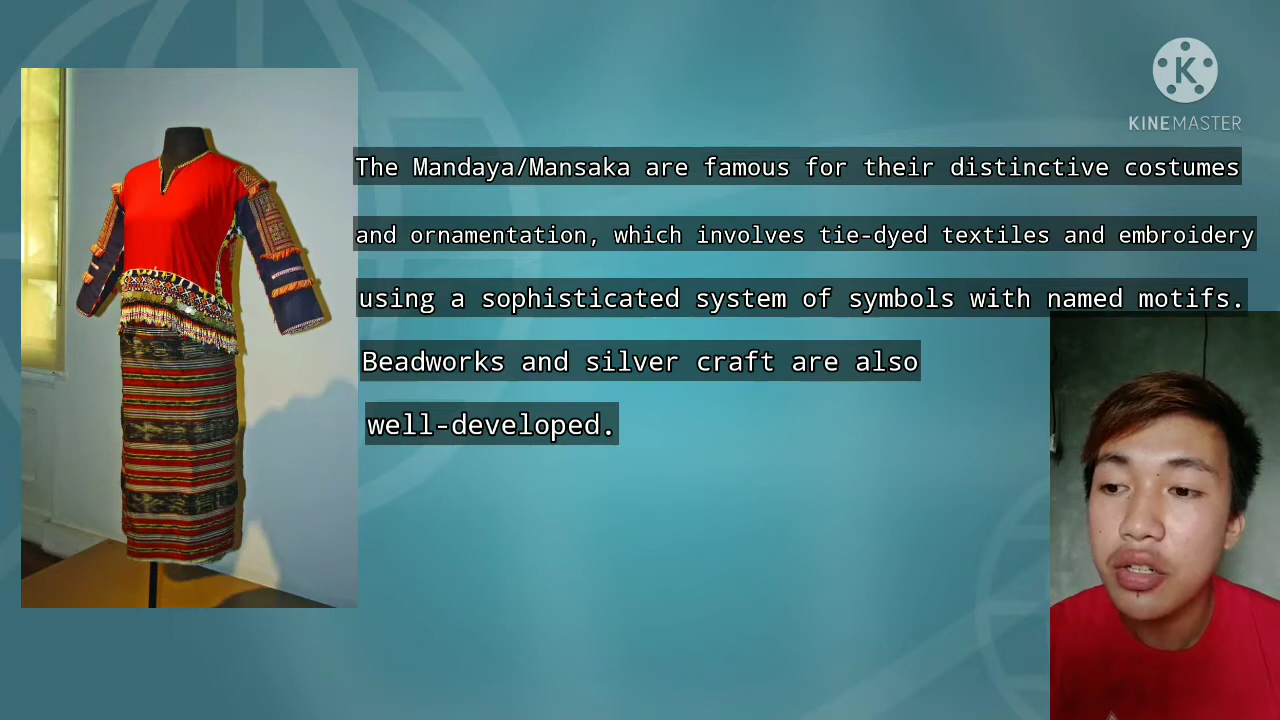 KINEMASTER
The Mandaya/Mansaka are famous for their distinctive costumes
and ornamentation, which involves tie-dyed textiles and embroidery
using a sophisticated system of symbols with named motifs.
Beadworks and silver craft are also
well-developed.